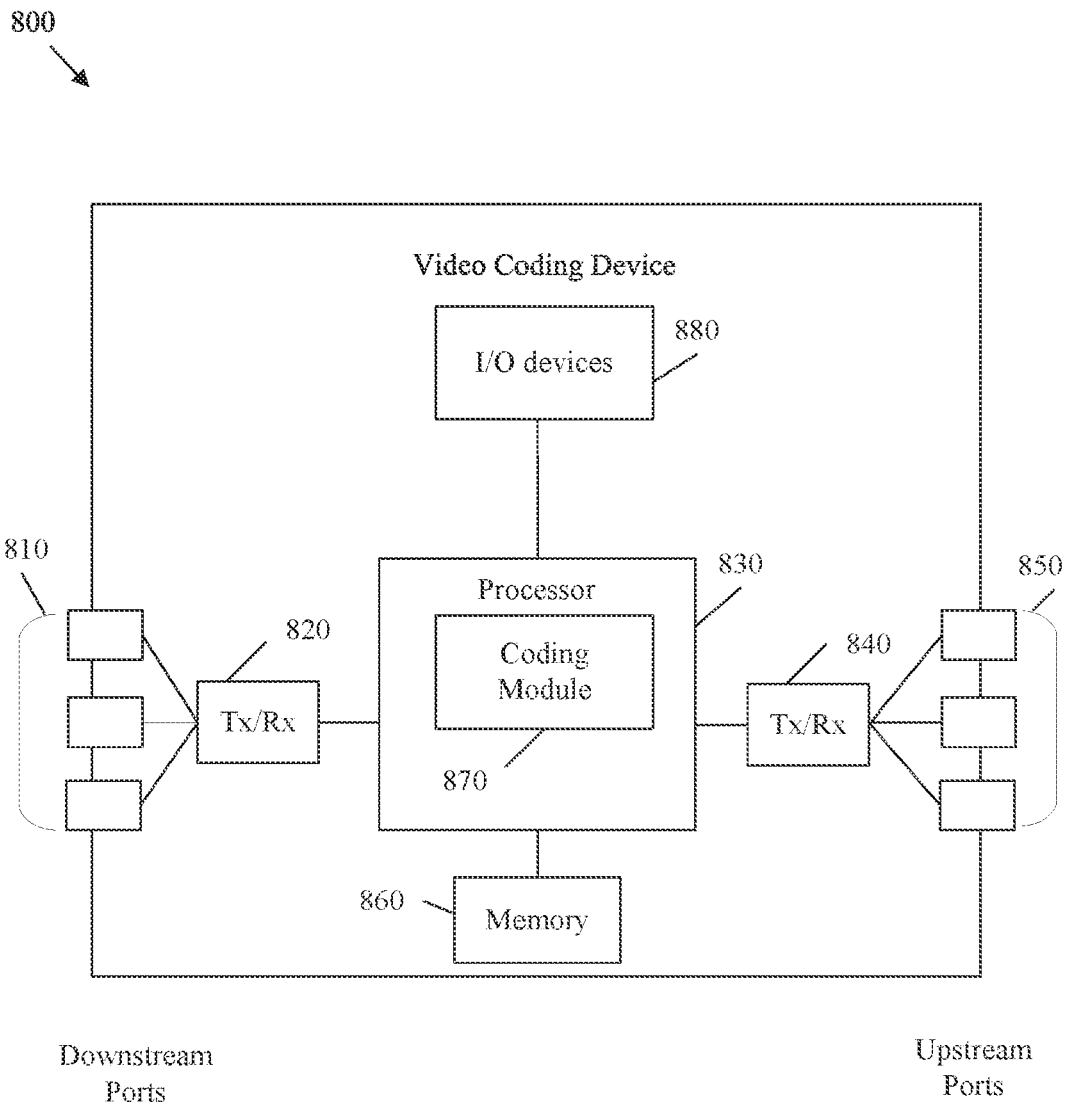 800
Video Coding Device
I/O devices
880
810
820
Tx/Rx
Processor
830
Coding
Module
870
840
Tx/Rx
850
860
Memory
Downstream
Ports
Upstream
Ports